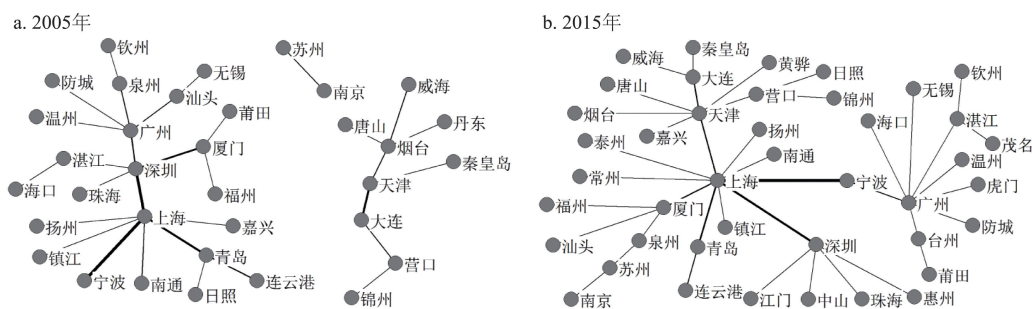 a. 2005年
钦州
防城
泉州
无锡
汕头
温州
广州
莆田
厦门
湛江
深圳
海口
珠海
福州
扬州
上海
嘉兴
镇江
青岛
宁波
南通
日照
连云港
苏州
南京
威海
唐山
丹东
烟台
秦皇岛
天津
大连
营口
锦州
b. 2015年
秦皇岛
威海
大连
黄骅
唐山
日照
营口
锦州
烟台
天津
嘉兴
泰州
扬州
南通
常州
上海
宁波
福州
厦门
镇江
汕头
泉州
青岛
深圳
苏州
南京
连云港
江门
中山
珠海
惠州
无锡
钦州
海口
湛江
茂名
温州
虎门
广州
防城
台州
莆田